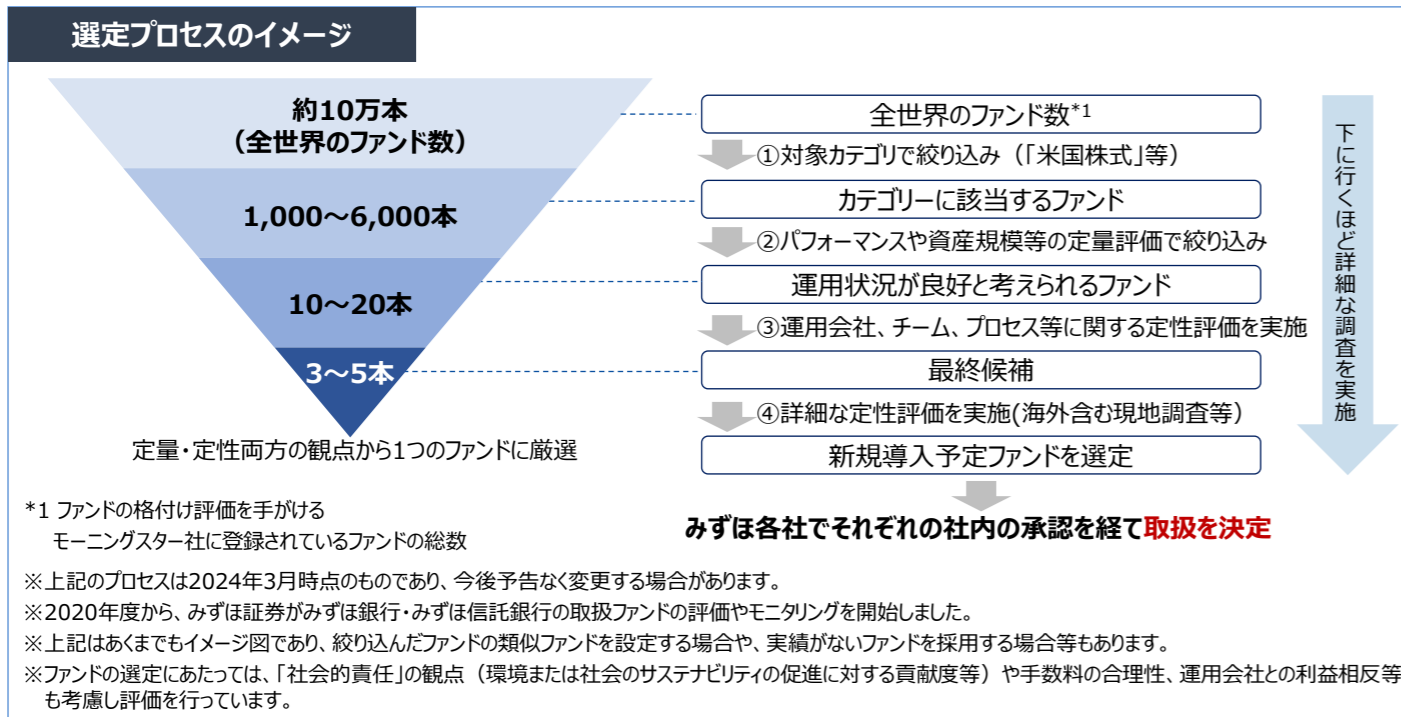 選定プロセスのイメージ
約10万本
（全世界のファンド数）
1,000～6,000本
10～20本
3～5本
定量・定性両方の観点から1つのファンドに厳選
全世界のファンド数*1
①対象カテゴリで絞り込み（「米国株式」等）
カテゴリーに該当するファンド
②パフォーマンスや資産規模等の定量評価で絞り込み
運用状況が良好と考えられるファンド
③運用会社、チーム、プロセス等に関する定性評価を実施
最終候補
④詳細な定性評価を実施(海外含む現地調査等）
新規導入予定ファンドを選定
みずほ各社でそれぞれの社内の承認を経て取扱を決定
下に行くほど詳細な調査を実施
*1 ファンドの格付け評価を手がける
モーニングスター社に登録されているファンドの総数
※上記のプロセスは2024年3月時点のものであり、今後予告なく変更する場合があります。
※2020年度から、みずほ証券がみずほ銀行・みずほ信託銀行の取扱ファンドの評価やモニタリングを開始しました。
※上記はあくまでもイメージ図であり、絞り込んだファンドの類似ファンドを設定する場合や、実績がないファンドを採用する場合等もあります。
※ファンドの選定にあたっては、「社会的責任」の観点（環境または社会のサステナビリティの促進に対する貢献度等）や手数料の合理性、運用会社との利益相反等
も考慮し評価を行っています。